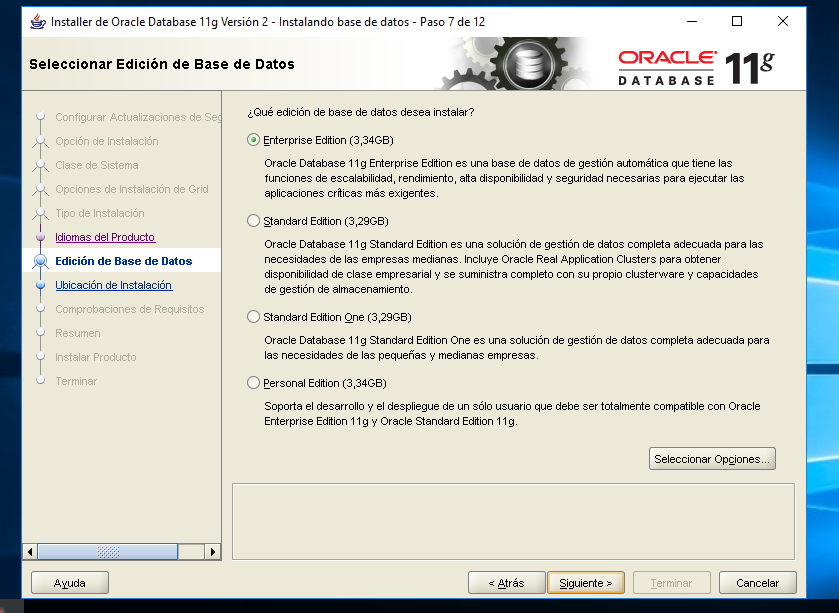 Installer de Oracle Database 11g Versión 2 - Instalando base de datos - Paso 7 de 12
Seleccionar Edición de Base de Datos
ORACLE
DATABASE 11g
Configurar Actualizaciones de Seg
Opción de Instalación
Clase de Sistema
Opciones de Instalación de Grid
Tipo de Instalación
Idiomas del Producto
Edición de Base de Datos
Ubicación de Instalación
Comprobaciones de Requisitos
Resumen
Instalar Producto
Terminar
¿Qué edición de base de datos desea instalar?
Enterprise Edition (3,34GB)
Oracle Database 11g Enterprise Edition es una base de datos de gestión automática que tiene las
funciones de escalabilidad, rendimiento, alta disponibilidad y seguridad necesarias para ejecutar las
aplicaciones críticas más exigentes.
Standard Edition (3,29GB)
Oracle Database 11g Standard Edition es una solución de gestión de datos completa adecuada para las
necesidades de las empresas medianas. Incluye Oracle Real Application Clusters para obtener
disponibilidad de clase empresarial y se suministra completo con su propio clusterware y capacidades
de gestión de almacenamiento.
Standard Edition One (3,29GB)
Oracle Database 11g Standard Edition One es una solución de gestión de datos completa adecuada para
las necesidades de las pequeñas y medianas empresas.
Personal Edition (3,34GB)
Soporta el desarrollo y el despliegue de un sólo usuario que debe ser totalmente compatible con Oracle
Enterprise Edition 11g y Oracle Standard Edition 11g.
Seleccionar Opciones...
Ayuda
< Atrás
Siguiente >
Terminar
Cancelar